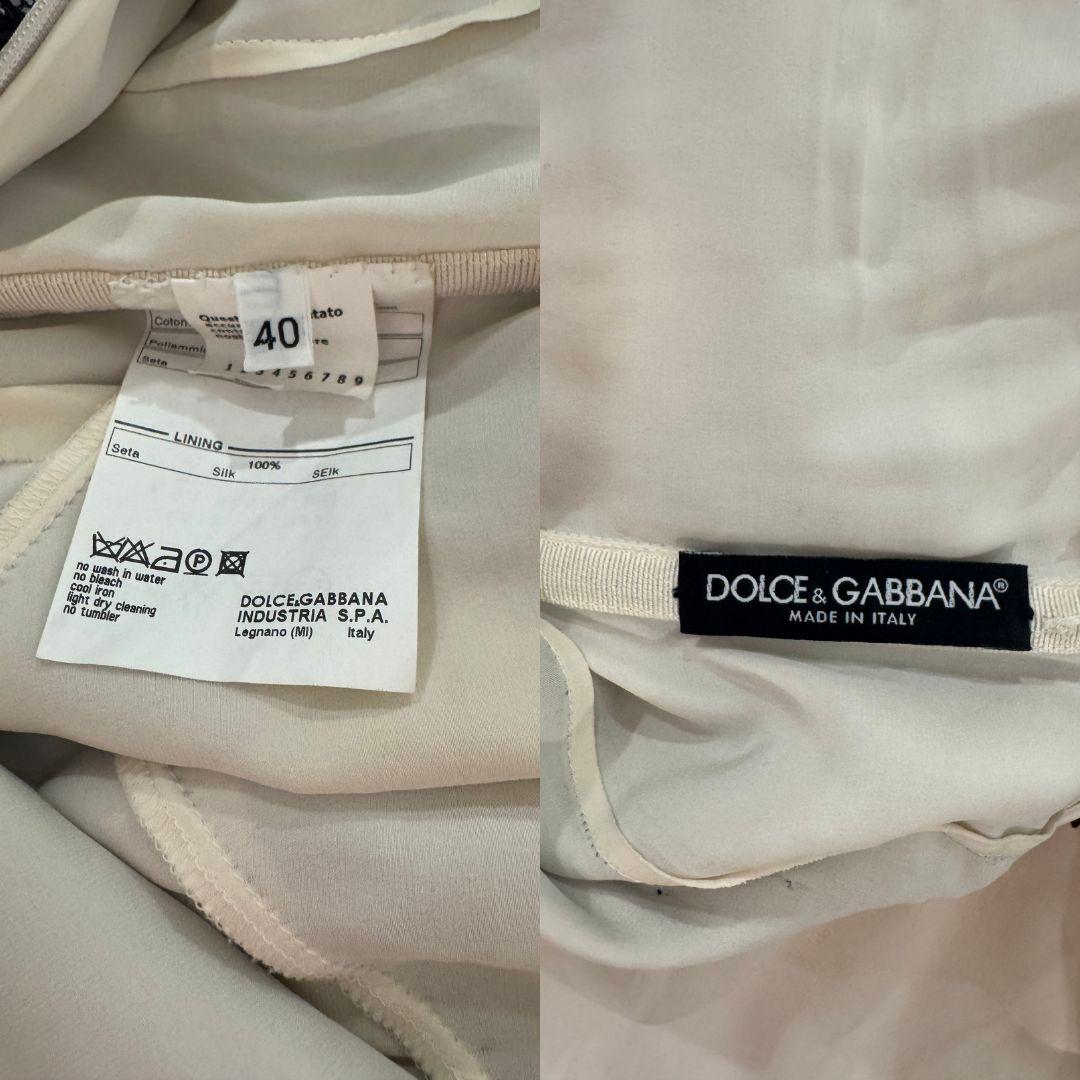 40
Coton
Poliammi
Seta
1 2 3 4 5 6 7 8 9
LINING
Seta
Silk 100% SEIk
P
no wash in water
no bleach
cool iron
light dry cleaning
no tumbler
DOLCE&GABBANA
INDUSTRIA S.P.A.
Legnano (MI) Italy
DOLCE & GABBANA®
MADE IN ITALY